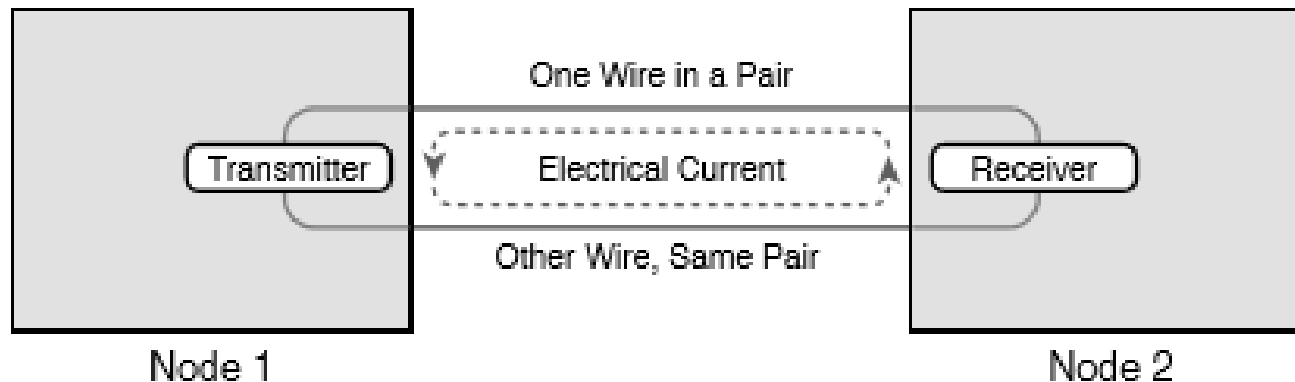 One Wire in a Pair
Transmitter
Electrical Current
Receiver
Other Wire, Same Pair
Node 1
Node 2